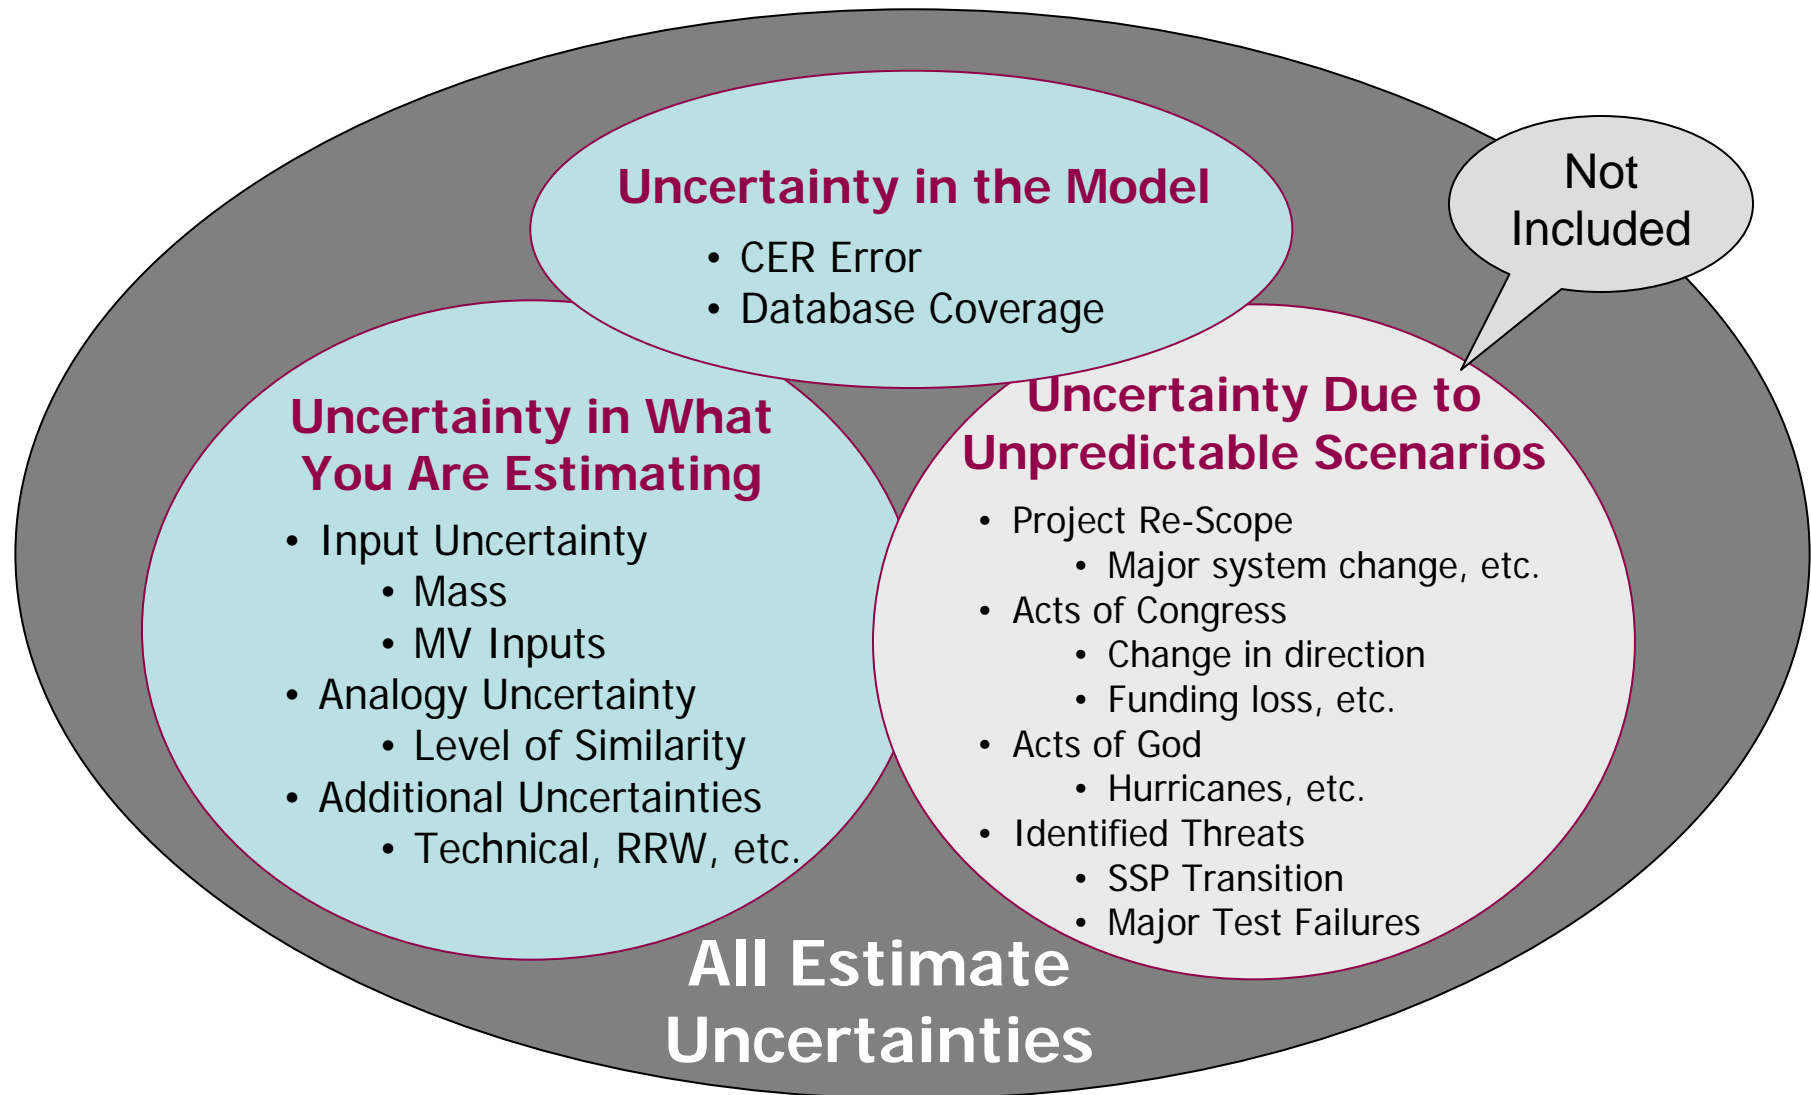 Uncertainty in the Model
• CER Error
• Database Coverage
Not
Included
Uncertainty in What
You Are Estimating
• Input Uncertainty
• Mass
• MV Inputs
• Analogy Uncertainty
• Level of Similarity
• Additional Uncertainties
• Technical, RRW, etc.
Uncertainty Due to
Unpredictable Scenarios
• Project Re-Scope
• Major system change, etc.
• Acts of Congress
• Change in direction
• Funding loss, etc.
• Acts of God
• Hurricanes, etc.
• Identified Threats
• SSP Transition
• Major Test Failures
All Estimate
Uncertainties